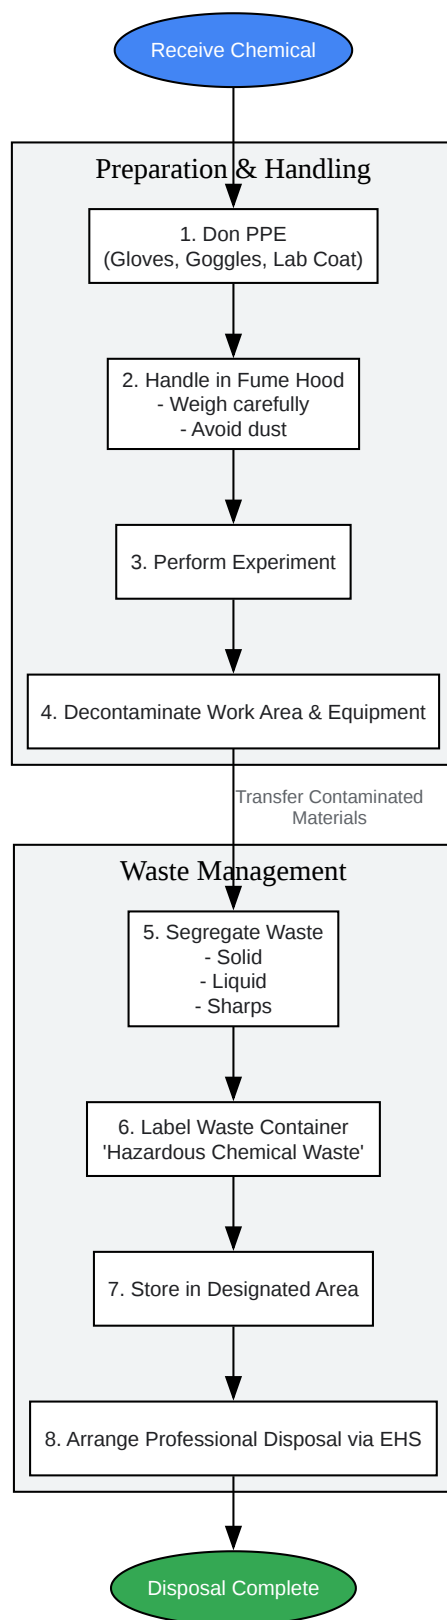 Receive Chemical
Preparation & Handling
1. Don PPE
(Gloves, Goggles, Lab Coat)
2. Handle in Fume Hood
- Weigh carefully
- Avoid dust
3. Perform Experiment
4. Decontaminate Work Area & Equipment
Transfer Contaminated
Materials
Waste Management
5. Segregate Waste
- Solid
- Liquid
- Sharps
6. Label Waste Container
'Hazardous Chemical Waste'
7. Store in Designated Area
8. Arrange Professional Disposal via EHS
Disposal Complete